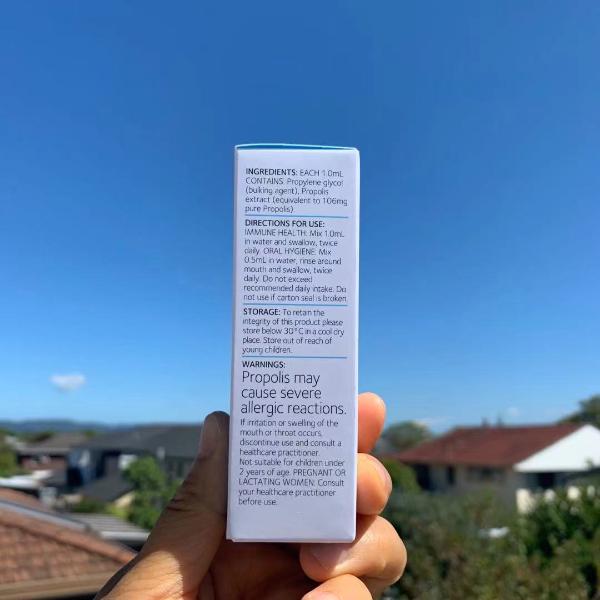 INGREDIENTS: EACH 1.0mL
CONTAINS: Propylene glycol
(bulking agent), Propolis
extract (equivalent to 106mg
pure Propolis)
DIRECTIONS FOR USE:
IMMUNE HEALTH: Mix 1.0mL
in water and swallow, twice
daily. ORAL HYGIENE: Mix
0.5mL in water, rinse around
mouth and swallow, twice
daily. Do not exceed
recommended daily intake. Do
not use if carton seal is broken.
STORAGE: To retain the
integrity of this product please
store below 30°C in a cool dry
place. Store out of reach of
young children.
WARNINGS:
Propolis may
cause severe
allergic reactions.
If irritation or swelling of the
mouth or throat occurs,
discontinue use and consult a
healthcare practitioner.
Not suitable for children under
2 years of age. PREGNANT OR
LACTATING WOMEN: Consult
your healthcare practitioner
before use.